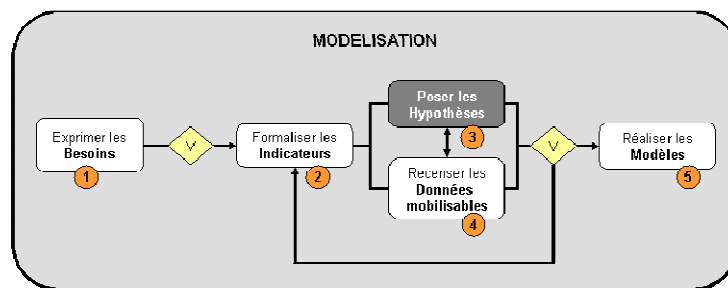 MODELISATION
Exprimer les
Besoins
1
V
Formaliser les
Indicateurs
2
Poser les
Hypothèses
3
Recenser les
Données
mobilisables
4
V
Réaliser les
Modèles
5